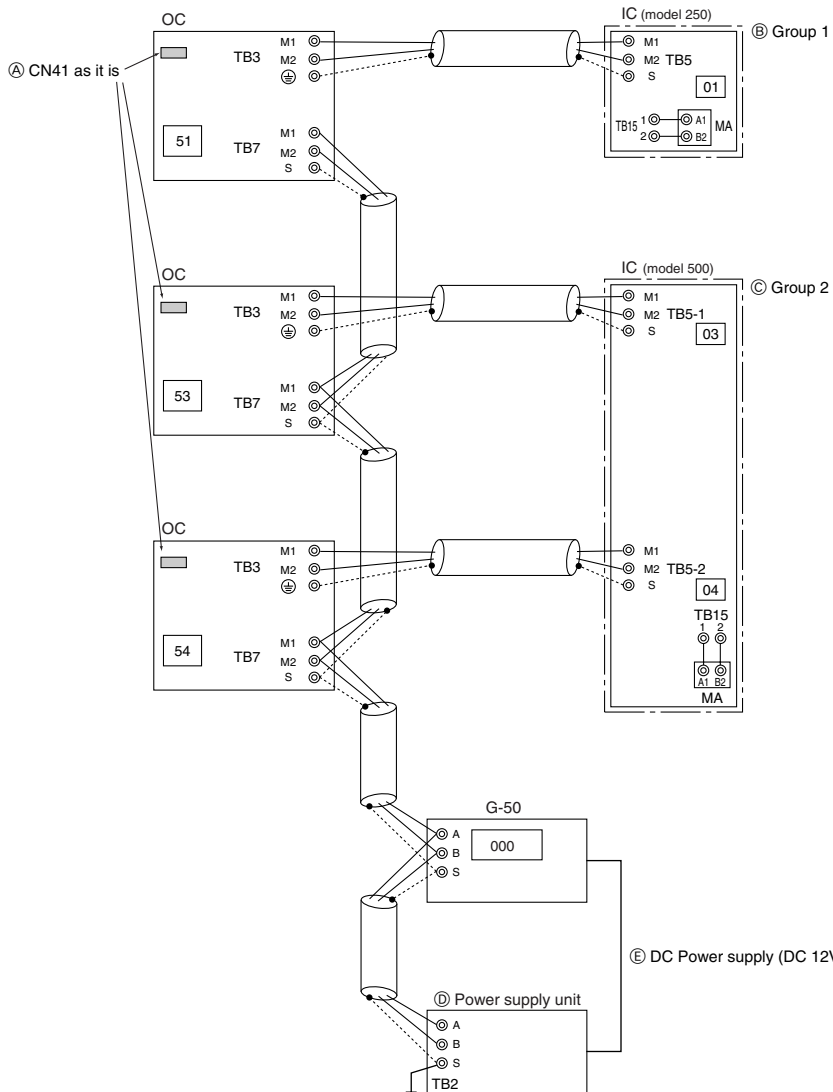 OC
Ⓐ CN41 as it is
TB3
M1
M2
51
TB7
M1
M2
S
IC (model 250)
Ⓑ Group 1
M1
M2 TB5
S
01
TB15 1
2
A1
B2
MA
OC
TB3
M1
M2
53
TB7
M1
M2
S
IC (model 500)
Ⓒ Group 2
M1
M2 TB5-1
S
03
OC
TB3
M1
M2
54
TB7
M1
M2
S
M1
M2 TB5-2
S
04
TB15
1 2
A1 B2
MA
G-50
A
B
S
000
Ⓔ DC Power supply (DC 12V
Ⓓ Power supply unit
A
B
S
TB2